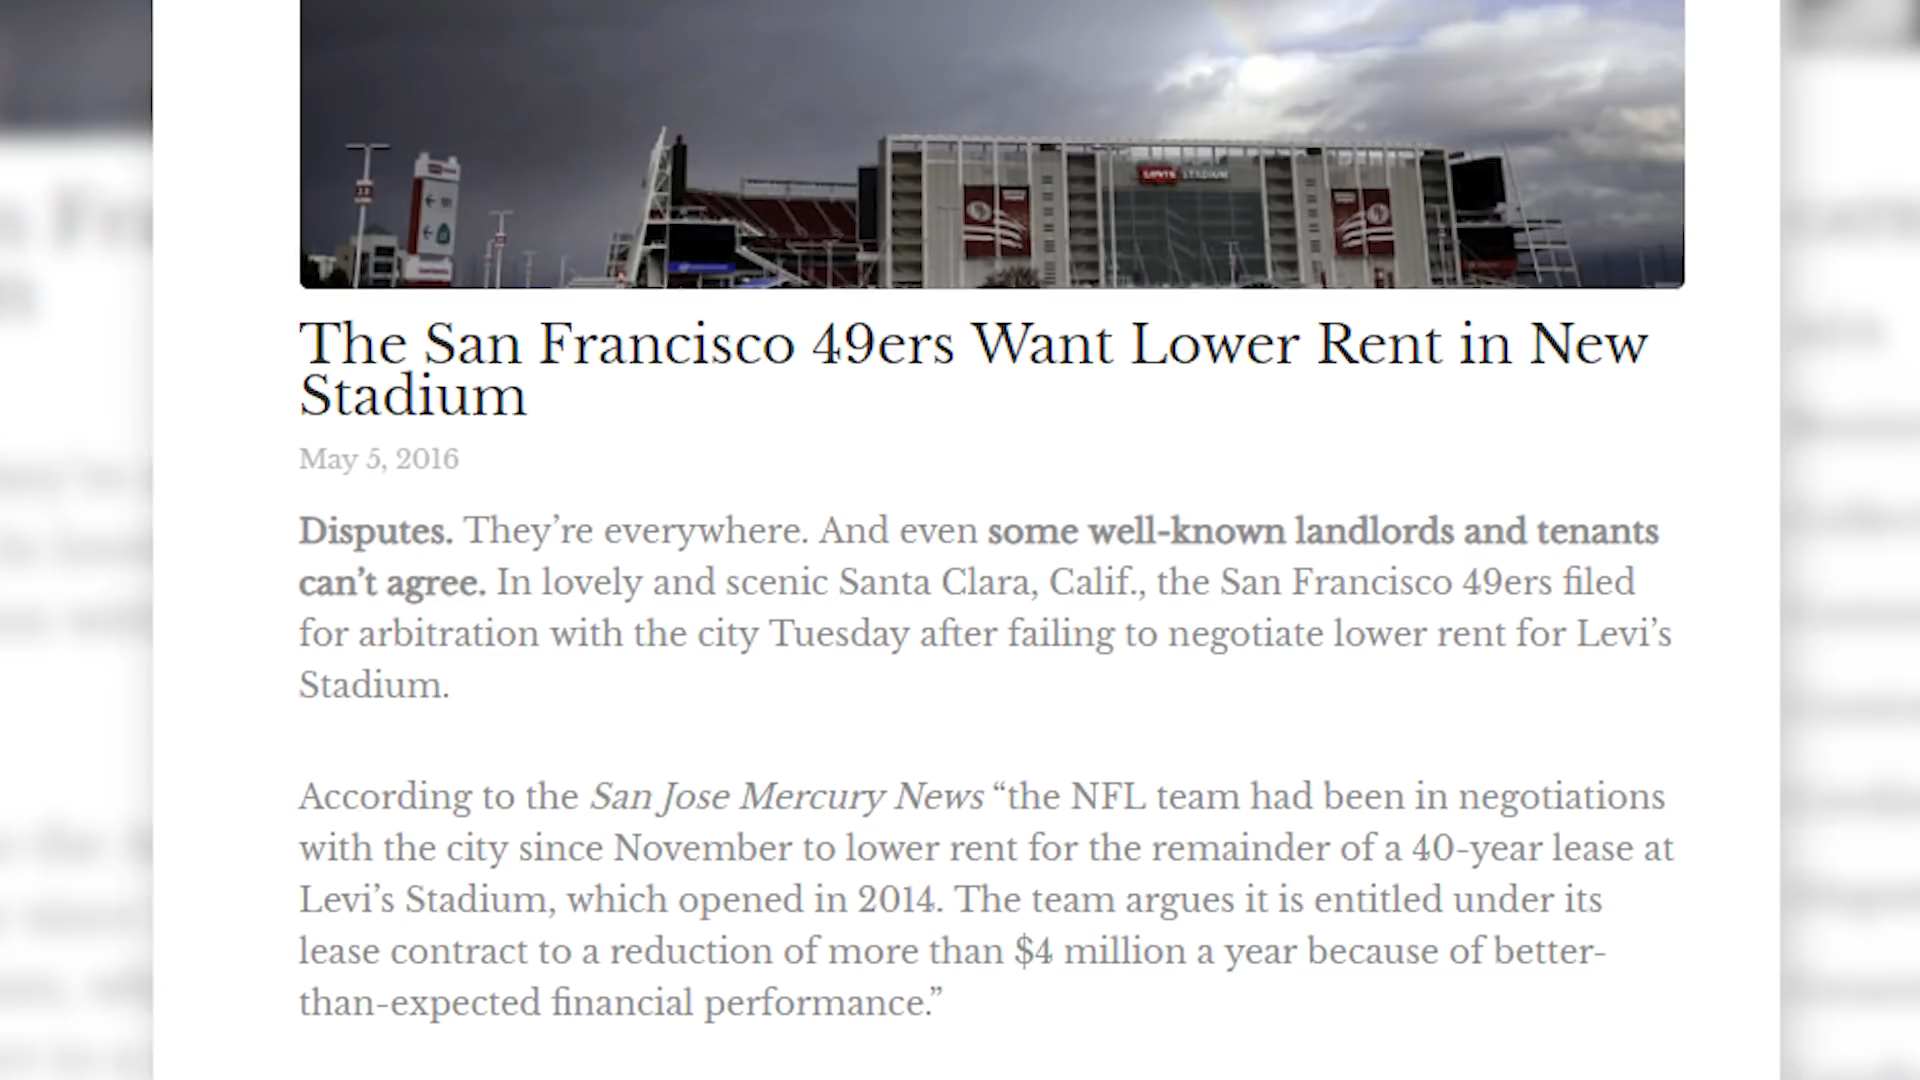 LEVI'S STADIUM
The San Francisco 49ers Want Lower Rent in New
Stadium
May 5, 2016
Disputes. They’re everywhere. And even some well-known landlords and tenants
can’t agree. In lovely and scenic Santa Clara, Calif., the San Francisco 49ers filed
for arbitration with the city Tuesday after failing to negotiate lower rent for Levi’s
Stadium.
According to the San Jose Mercury News “the NFL team had been in negotiations
with the city since November to lower rent for the remainder of a 40-year lease at
Levi’s Stadium, which opened in 2014. The team argues it is entitled under its
lease contract to a reduction of more than $4 million a year because of better-
than-expected financial performance.”